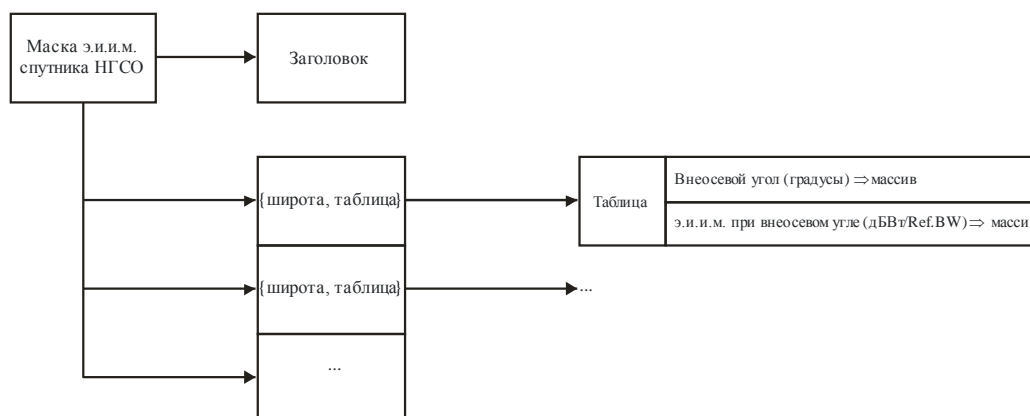 Маска э.и.и.м.
спутника НГСО
Заголовок
{широта, таблица}
Таблица
Внеосевой угол (градусы) ⇒массив
э.и.и.м. при внеосевом угле (дБВт/Ref.BW)⇒ массив
{широта, таблица}
...
...